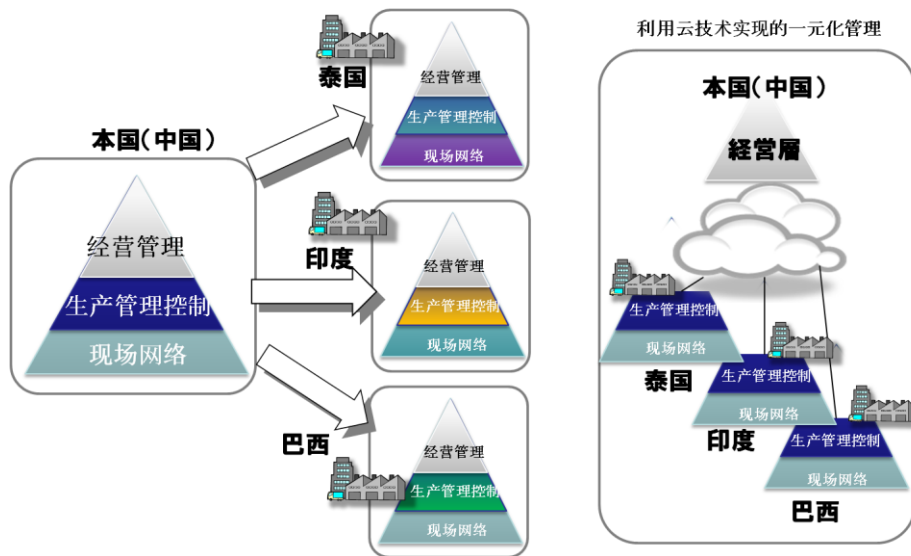 利用云技术实现的一元化管理
本国(中国)
经营管理
生产管理控制
现场网络
泰国
经营管理
生产管理控制
现场网络
印度
经营管理
生产管理控制
现场网络
巴西
经营管理
生产管理控制
现场网络
本国(中国)
経営層
生产管理控制
现场网络
泰国
生产管理控制
现场网络
印度
生产管理控制
现场网络
巴西